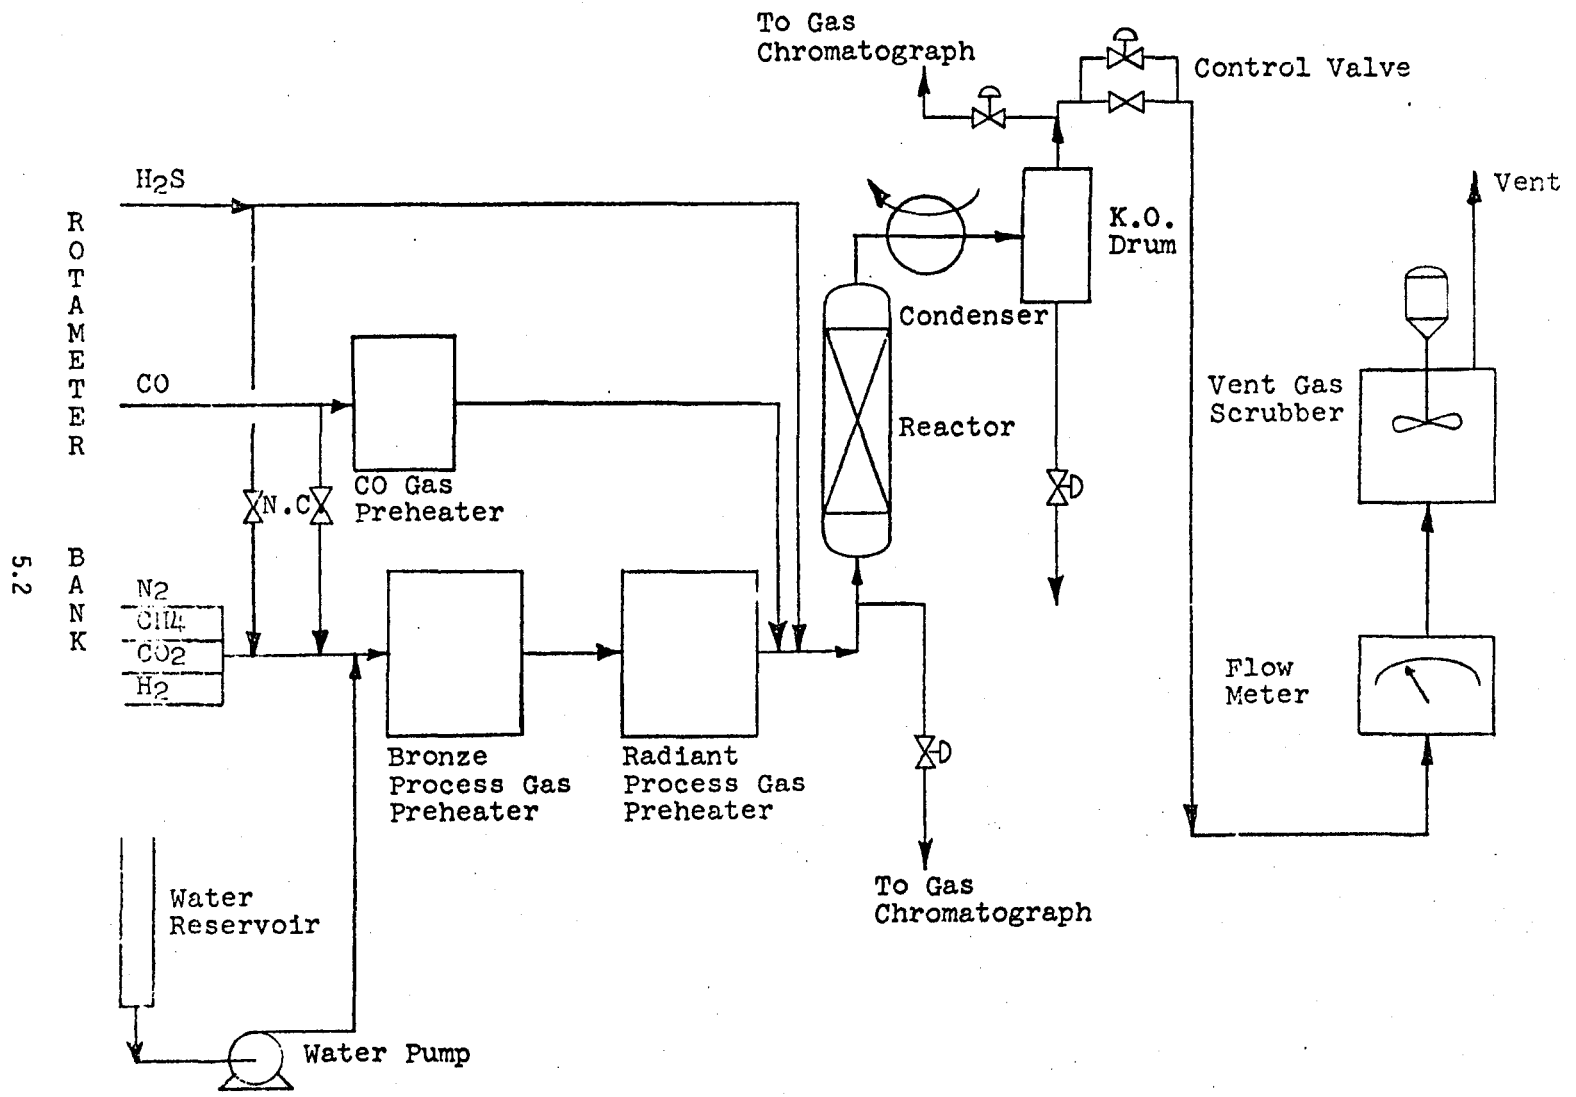 To Gas
Chromatograph
Control Valve
H2S
Vent
ROTAMETER
K.O.
Drum
Condenser
CO
Vent Gas
Scrubber
Reactor
CO Gas
Preheater
N.C
BANK
5.2
N2
CH4
CO2
H2
Flow
Meter
Bronze
Process Gas
Preheater
Radiant
Process Gas
Preheater
To Gas
Chromatograph
Water
Reservoir
Water Pump